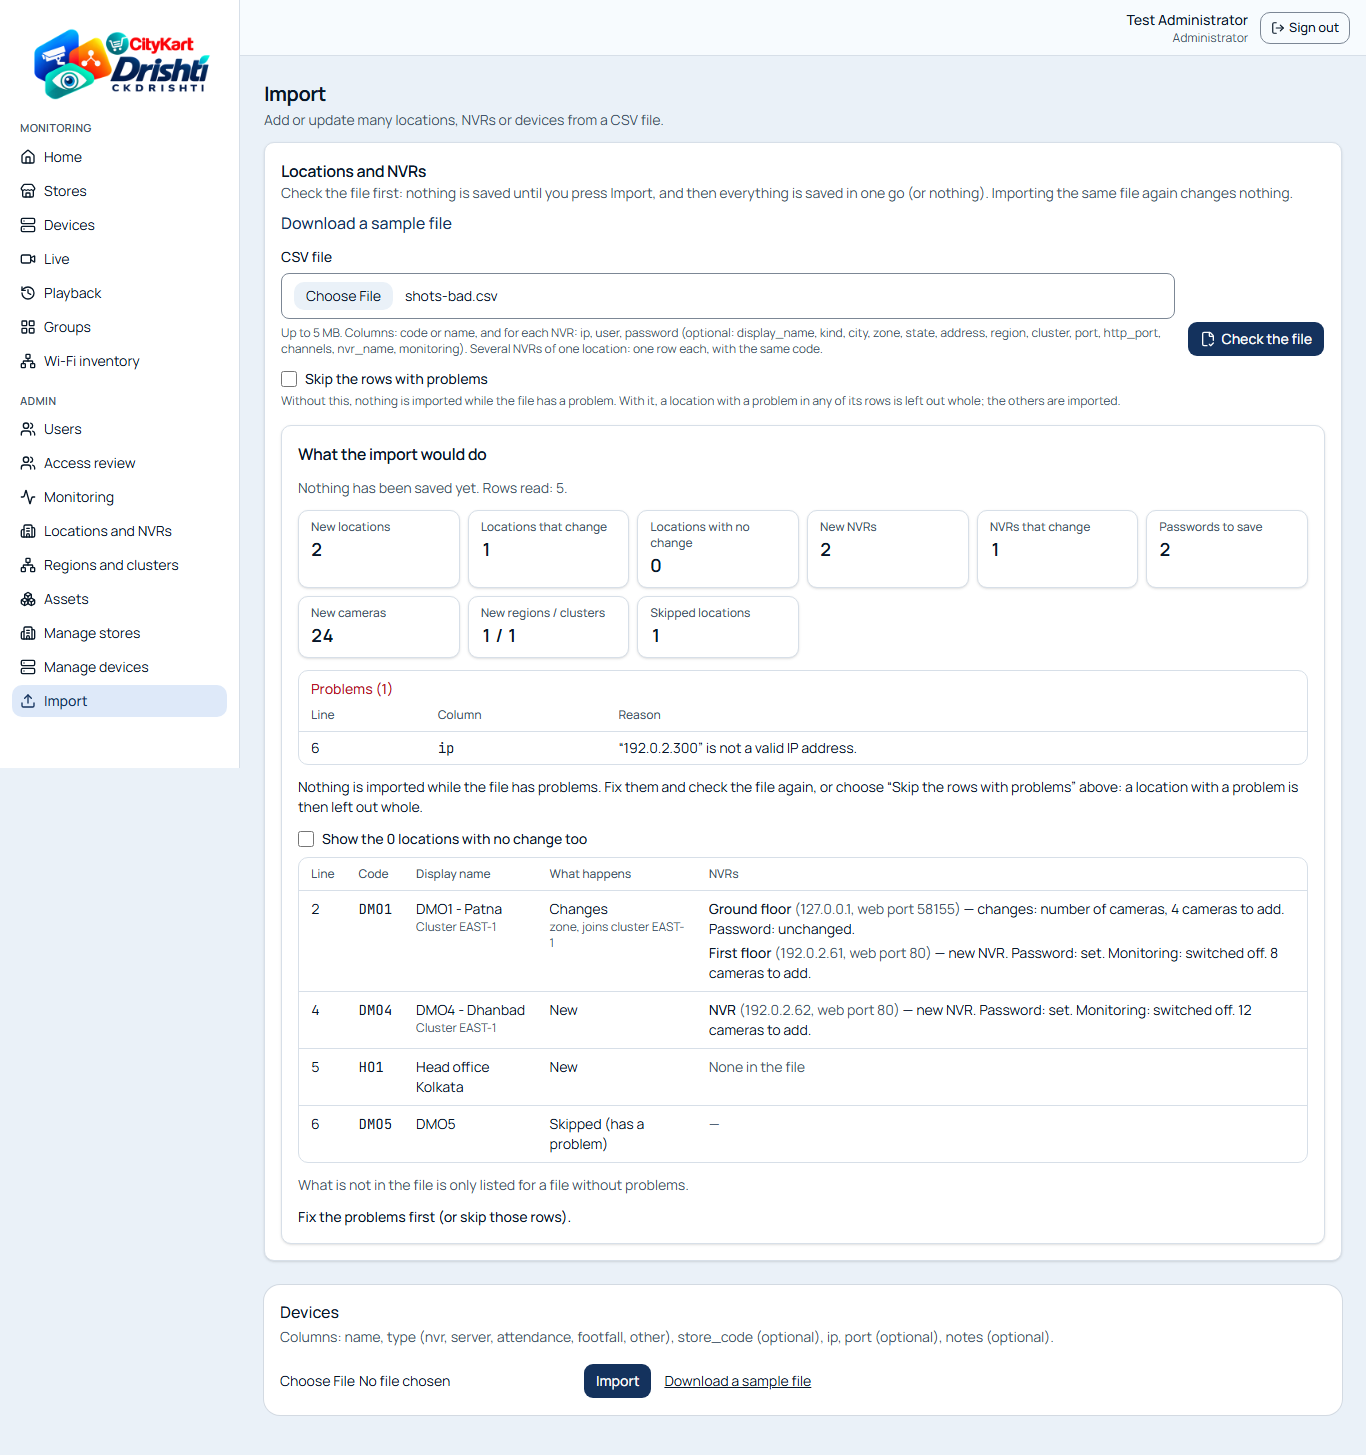 CityKart
Drishti
CKDRISHTI
Test Administrator
Administrator
Sign out
MONITORING
Home
Stores
Devices
Live
Playback
Groups
Wi-Fi inventory
ADMIN
Users
Access review
Monitoring
Locations and NVRs
Regions and clusters
Assets
Manage stores
Manage devices
Import
Import
Add or update many locations, NVRs or devices from a CSV file.
Locations and NVRs
Check the file first: nothing is saved until you press Import, and then everything is saved in one go (or nothing). Importing the same file again changes nothing.
Download a sample file
CSV file
Choose File shots-bad.csv
Up to 5 MB. Columns: code or name, and for each NVR: ip, user, password (optional: display_name, kind, city, zone, state, address, region, cluster, port, http_port,
channels, nvr_name, monitoring). Several NVRs of one location: one row each, with the same code.
Check the file
Skip the rows with problems
Without this, nothing is imported while the file has a problem. With it, a location with a problem in any of its rows is left out whole; the others are imported.
What the import would do
Nothing has been saved yet. Rows read: 5.
New locations
2
Locations that change
1
Locations with no
change
0
New NVRs
2
NVRs that change
1
Passwords to save
2
New cameras
24
New regions / clusters
1 / 1
Skipped locations
1
Problems (1)
Line Column Reason
6 ip “192.0.2.300” is not a valid IP address.
Nothing is imported while the file has problems. Fix them and check the file again, or choose “Skip the rows with problems” above: a location with a problem is
then left out whole.
Show the 0 locations with no change too
Line Code Display name What happens NVRs
2 DM01 DM01 - Patna Changes Ground floor (127.0.0.1, web port 58155) — changes: number of cameras, 4 cameras to add.
Cluster EAST-1 zone, joins cluster EAST- Password: unchanged.
1
First floor (192.0.2.61, web port 80) — new NVR. Password: set. Monitoring: switched off. 8
cameras to add.
4 DM04 DM04 - Dhanbad New NVR (192.0.2.62, web port 80) — new NVR. Password: set. Monitoring: switched off. 12
Cluster EAST-1 cameras to add.
5 HO1 Head office New None in the file
Kolkata
6 DM05 DM05 Skipped (has a —
problem)
What is not in the file is only listed for a file without problems.
Fix the problems first (or skip those rows).
Devices
Columns: name, type (nvr, server, attendance, footfall, other), store_code (optional), ip, port (optional), notes (optional).
Choose File No file chosen Import Download a sample file